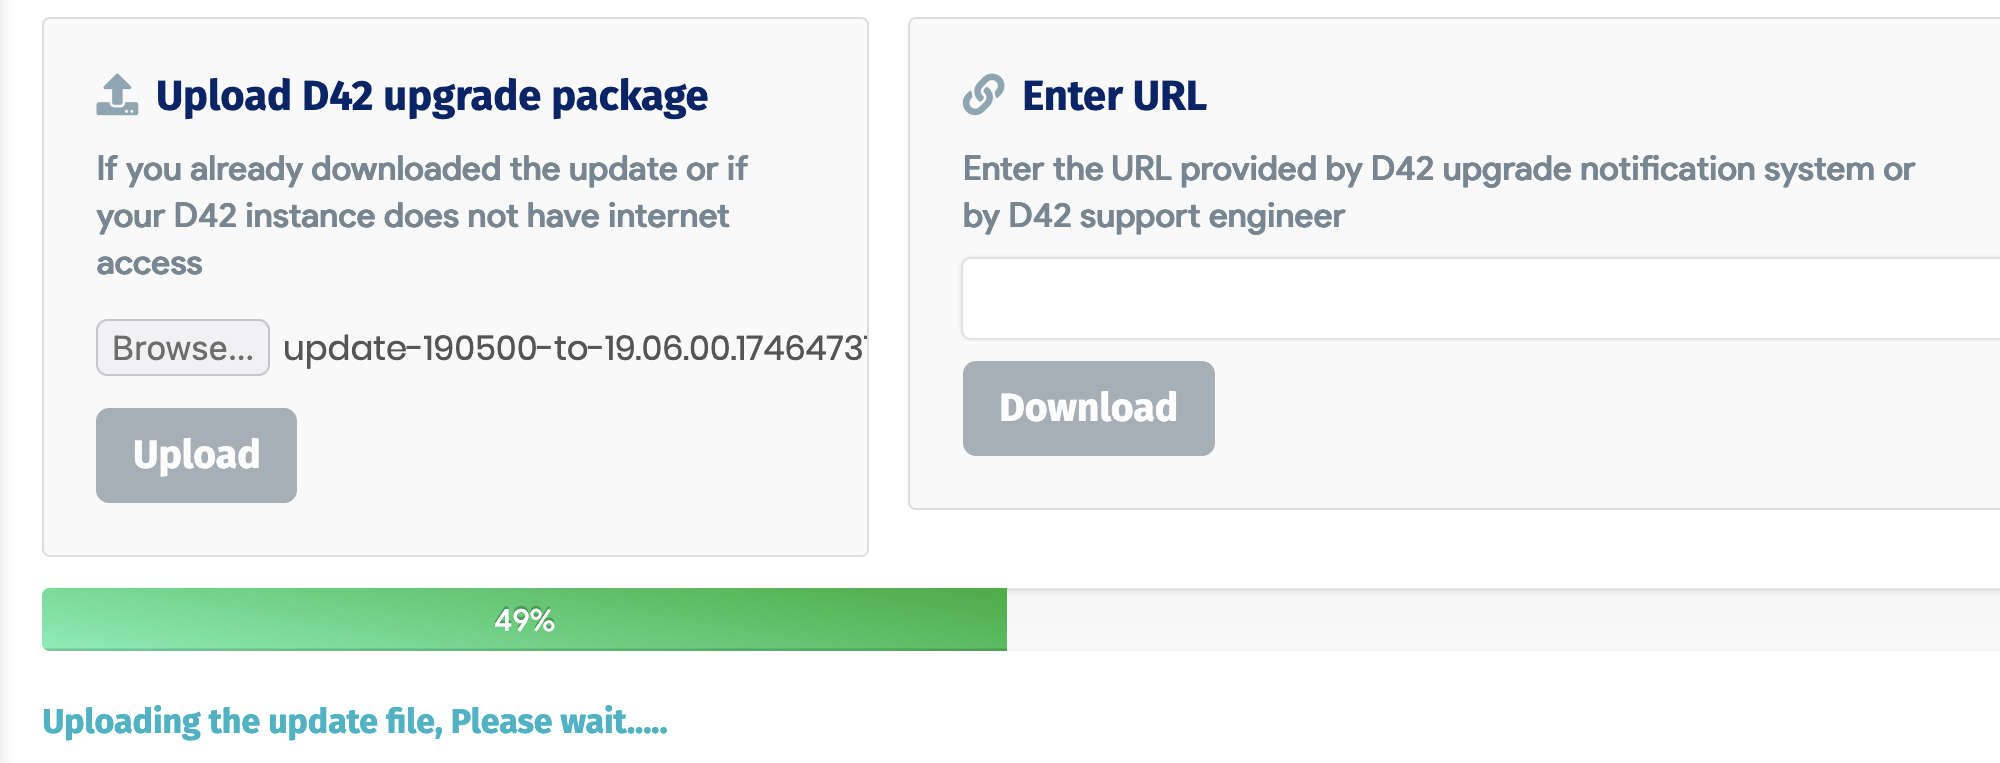 Upload D42 upgrade package
If you already downloaded the update or if
your D42 instance does not have internet
access
Browse... update-190500-to-19.06.00.1746473
Upload
Enter URL
Enter the URL provided by D42 upgrade notification system or
by D42 support engineer
Download
49%
Uploading the update file, Please wait.....